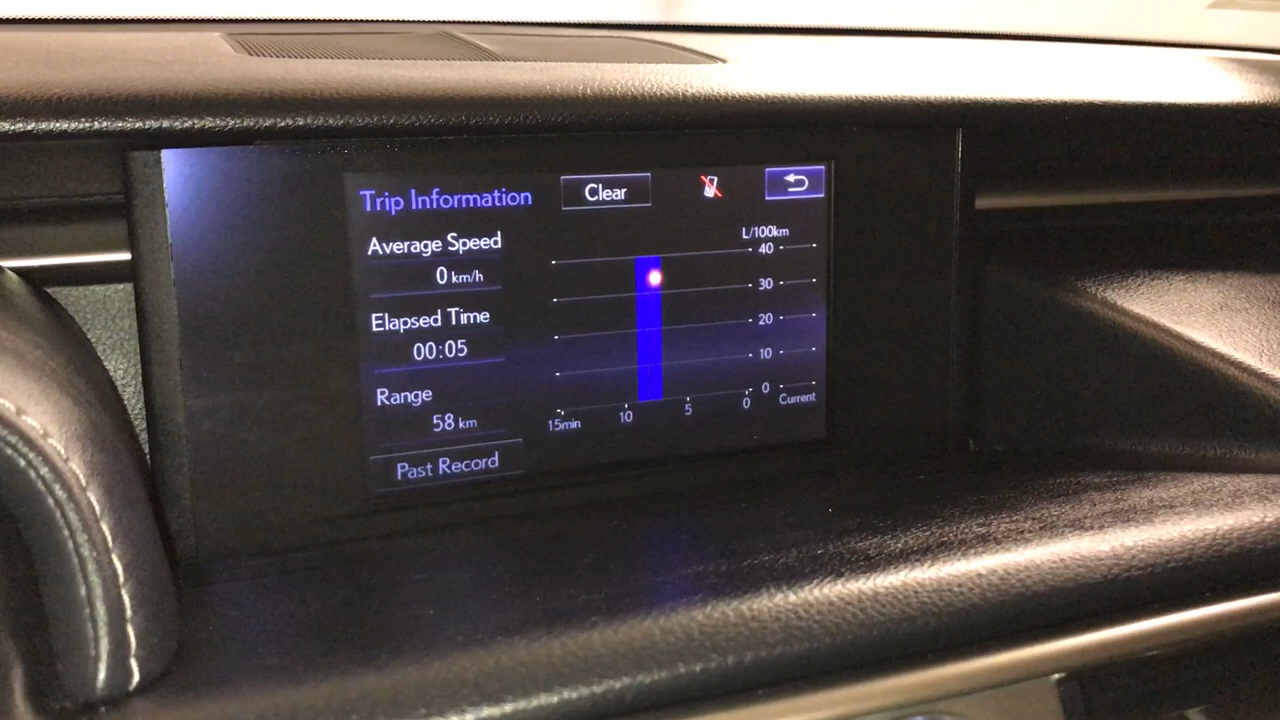 Trip Information
Clear
Average Speed
0 km/h
Elapsed Time
00:05
Range
58 km
Past Record
L/100km
40
30
20
10
0
15min
10
5
0
Current